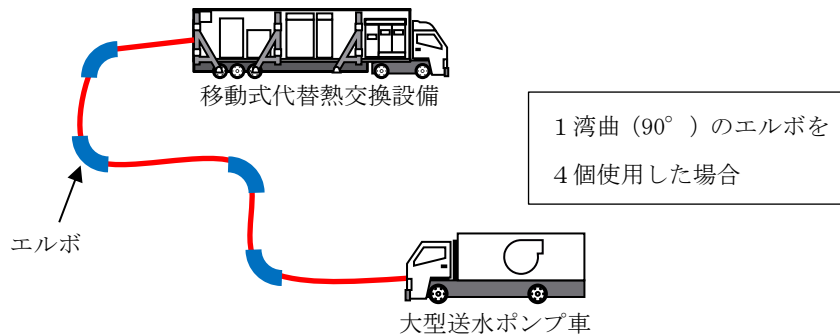 移動式代替熱交換設備
1湾曲(90°)のエルボを
4個使用した場合
エルボ
大型送水ポンプ車